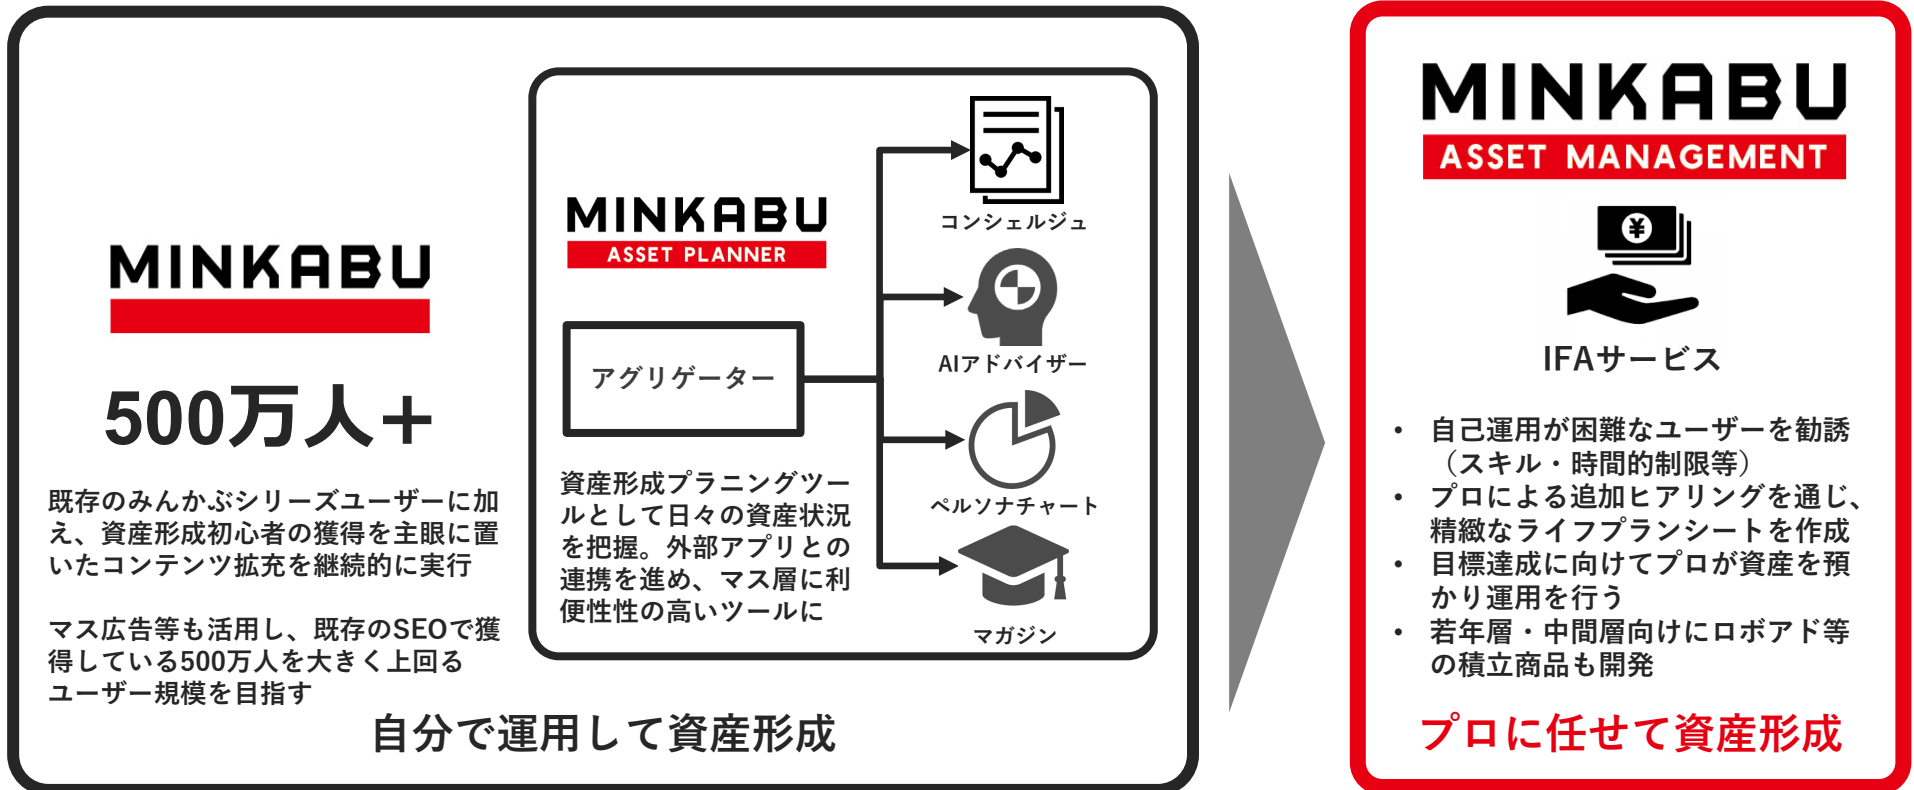 MINKABU
500万人＋
既存のみんかぶシリーズユーザーに加
え、資産形成初心者の獲得を主眼に置
いたコンテンツ拡充を継続的に実行
マス広告等も活用し、既存のSEOで獲
得している500万人を大きく上回る
ユーザー規模を目指す
MINKABU
ASSET PLANNER
アグリゲーター
資産形成プラニングツー
ルとして日々の資産状況
を把握。外部アプリとの
連携を進め、マス層に利
便性性の高いツールに
コンシェルジュ
AIアドバイザー
ペルソナチャート
マガジン
自分で運用して資産形成
MINKABU
ASSET MANAGEMENT
¥
IFAサービス
• 自己運用が困難なユーザーを勧誘
（スキル・時間的制限等）
• プロによる追加ヒアリングを通じ、
精緻なライフプランシートを作成
• 目標達成に向けてプロが資産を預
かり運用を行う
• 若年層・中間層向けにロボアド等
の積立商品も開発
プロに任せて資産形成